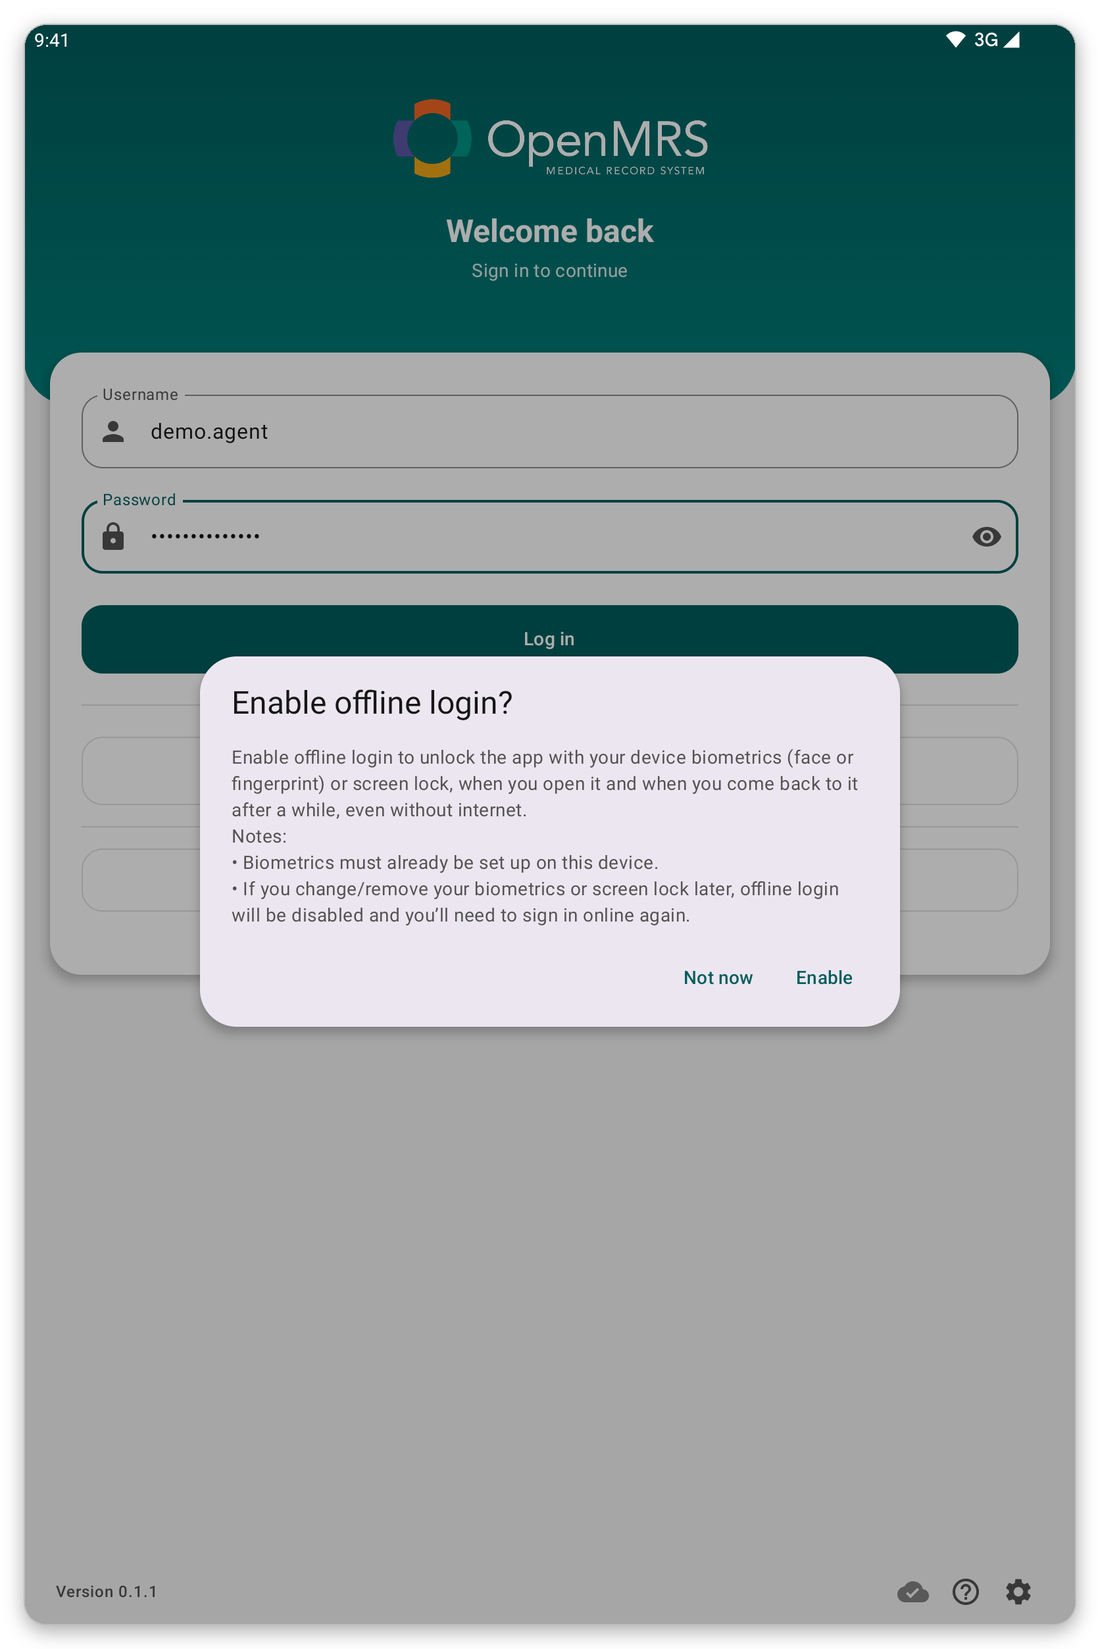 9:41
3G
OpenMRS
MEDICAL RECORD SYSTEM
Welcome back
Sign in to continue
Username
demo.agent
Password
••••••••••••••
Log in
Enable offline login?
Enable offline login to unlock the app with your device biometrics (face or
fingerprint) or screen lock, when you open it and when you come back to it
after a while, even without internet.
Notes:
• Biometrics must already be set up on this device.
• If you change/remove your biometrics or screen lock later, offline login
will be disabled and you’ll need to sign in online again.
Not now
Enable
Version 0.1.1